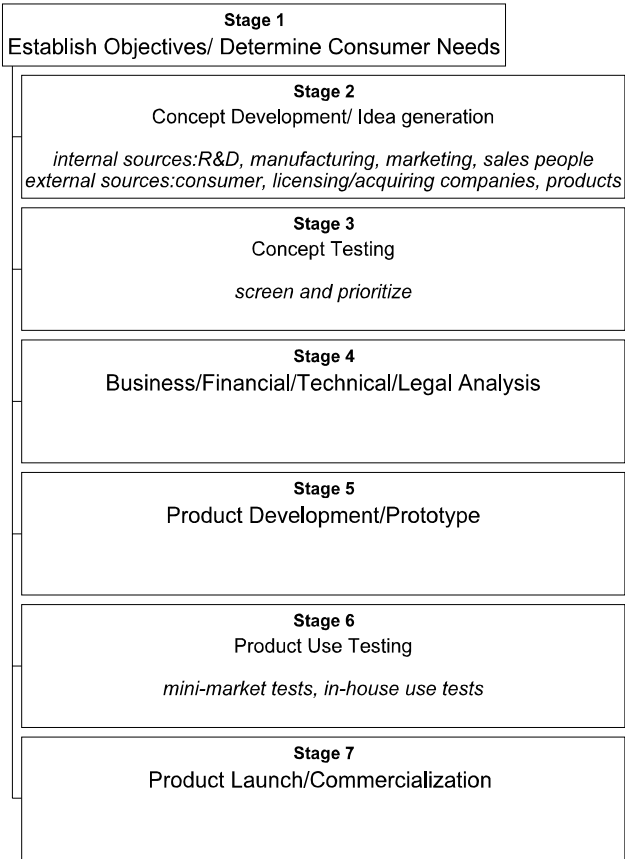 Stage 1
Establish Objectives/ Determine Consumer Needs
Stage 2
Concept Development/ Idea generation
internal sources:R&D, manufacturing, marketing, sales people
external sources:consumer, licensing/acquiring companies, products
Stage 3
Concept Testing
screen and prioritize
Stage 4
Business/Financial/Technical/Legal Analysis
Stage 5
Product Development/Prototype
Stage 6
Product Use Testing
mini-market tests, in-house use tests
Stage 7
Product Launch/Commercialization